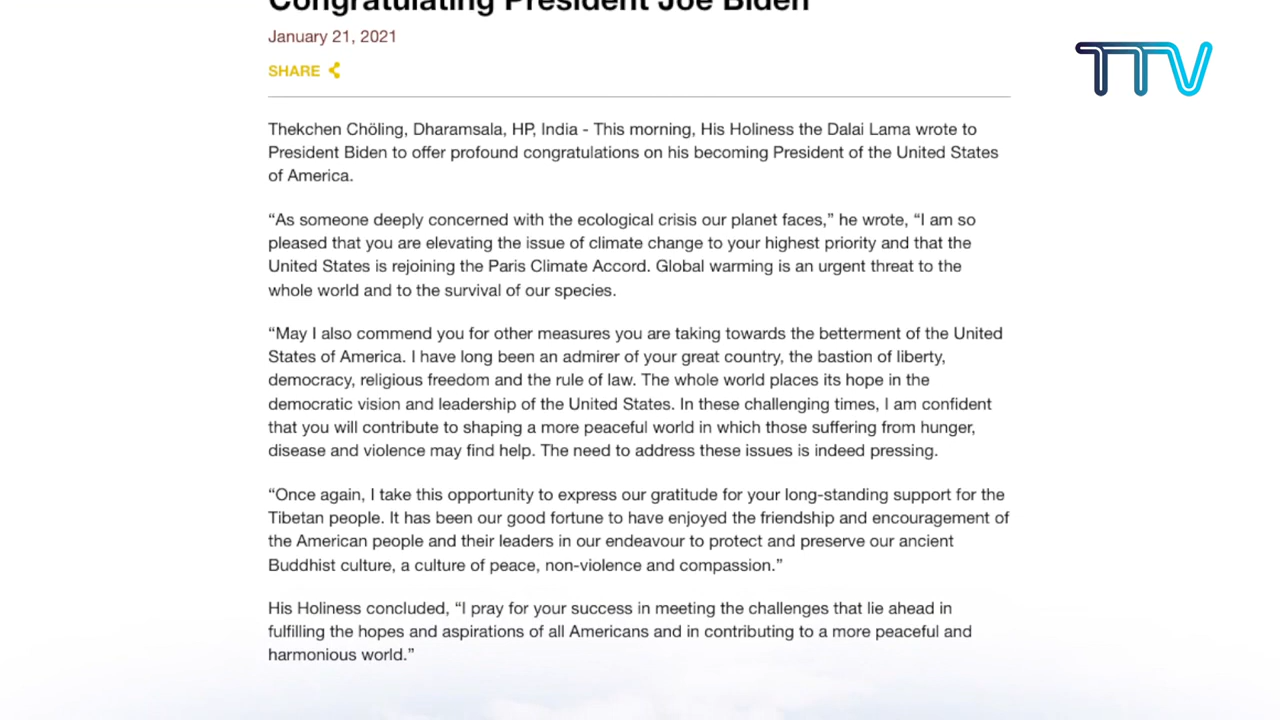 Congratulating President Joe Biden
January 21, 2021
SHARE
TTV
Thekchen Chöling, Dharamsala, HP, India - This morning, His Holiness the Dalai Lama wrote to
President Biden to offer profound congratulations on his becoming President of the United States
of America.
“As someone deeply concerned with the ecological crisis our planet faces,” he wrote, “I am so
pleased that you are elevating the issue of climate change to your highest priority and that the
United States is rejoining the Paris Climate Accord. Global warming is an urgent threat to the
whole world and to the survival of our species.
“May I also commend you for other measures you are taking towards the betterment of the United
States of America. I have long been an admirer of your great country, the bastion of liberty,
democracy, religious freedom and the rule of law. The whole world places its hope in the
democratic vision and leadership of the United States. In these challenging times, I am confident
that you will contribute to shaping a more peaceful world in which those suffering from hunger,
disease and violence may find help. The need to address these issues is indeed pressing.
“Once again, I take this opportunity to express our gratitude for your long-standing support for the
Tibetan people. It has been our good fortune to have enjoyed the friendship and encouragement of
the American people and their leaders in our endeavour to protect and preserve our ancient
Buddhist culture, a culture of peace, non-violence and compassion.”
His Holiness concluded, “I pray for your success in meeting the challenges that lie ahead in
fulfilling the hopes and aspirations of all Americans and in contributing to a more peaceful and
harmonious world.”